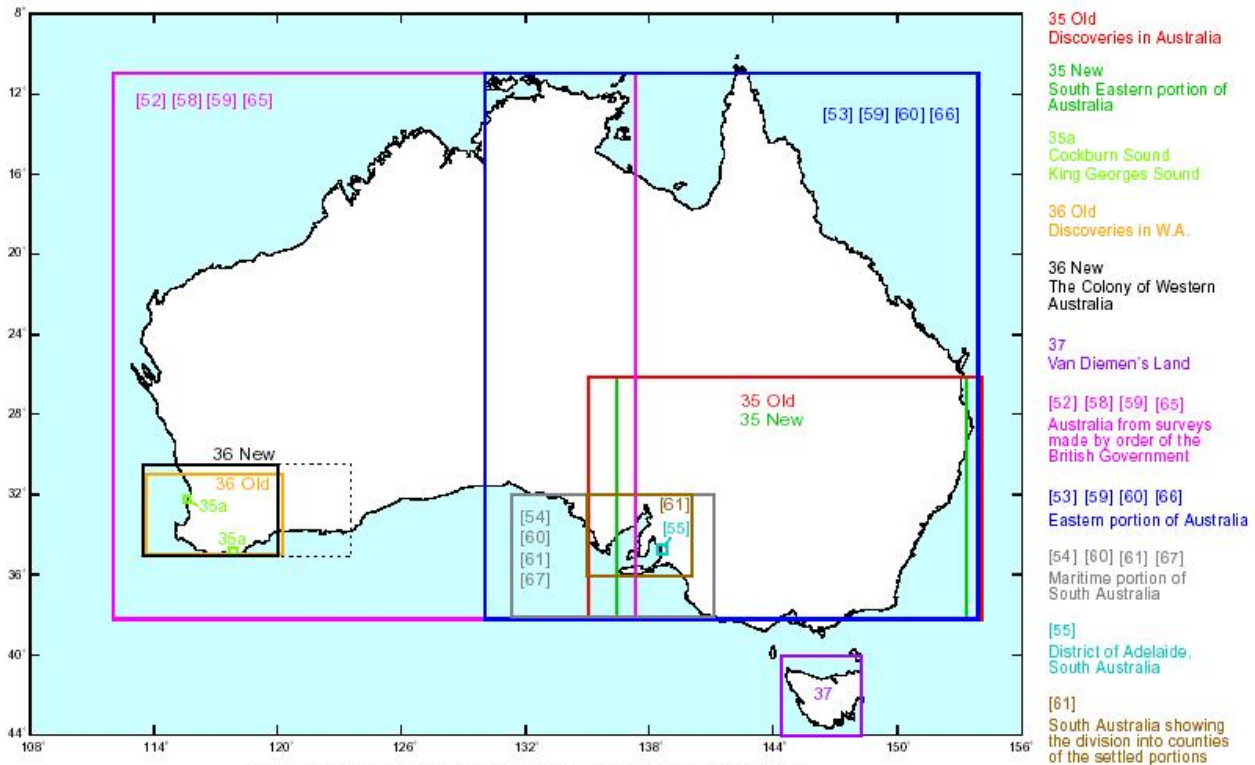 8°
12°
16°
20°
24°
28°
32°
36°
40°
44°
108°
114°
120°
126°
132°
138°
144°
150°
156°
[52] [58] [59] [65]
[53] [59] [60] [66]
35 Old
35 New
36 New
36 Old
35a
35a
[54]
[60]
[61]
[67]
[61]
[55]
37
35 Old
Discoveries in Australia
35 New
South Eastern portion of
Australia
35a
Cockburn Sound
King Georges Sound
36 Old
Discoveries in W.A.
36 New
The Colony of Western
Australia
37
Van Diemen's Land
[52] [58] [59] [65]
Australia from surveys
made by order of the
British Government
[53] [59] [60] [66]
Eastern portion of Australia
[54] [60] [61] [67]
Maritime portion of
South Australia
[55]
District of Adelaide,
South Australia
[61]
South Australia showing
the division into counties
of the settled portions